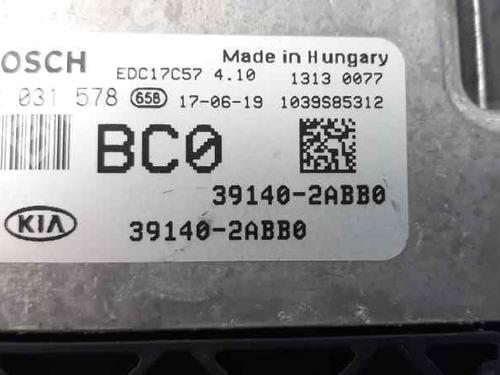 OSCH
Made in Hungary
EDC17C57 4.10
1313 0077
031 578 65B 17-06-19 1039S85312
BC0
39140-2ABB0
KIA
39140-2ABB0